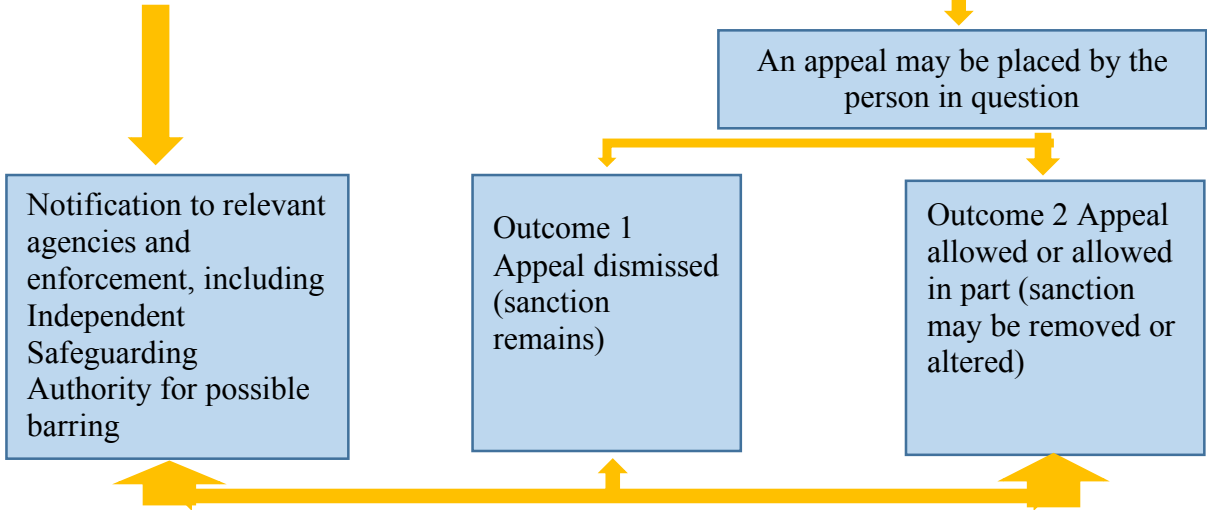 An appeal may be placed by the
person in question
Notification to relevant
agencies and
enforcement, including
Independent
Safeguarding
Authority for possible
barring
Outcome 1
Appeal dismissed
(sanction
remains)
Outcome 2 Appeal
allowed or allowed
in part (sanction
may be removed or
altered)